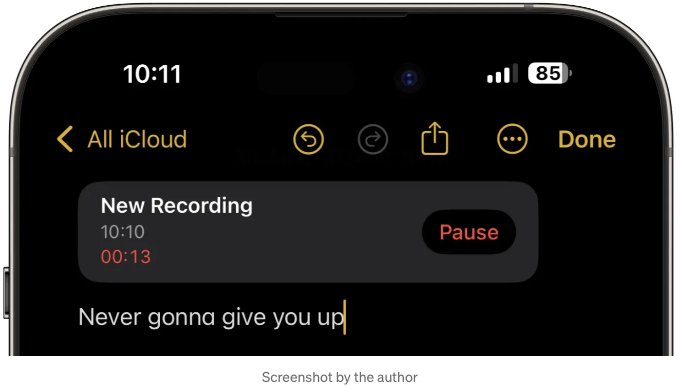 10:11
85
All iCloud
Done
New Recording
10:10
00:13
Pause
Never gonna give you up
Screenshot by the author